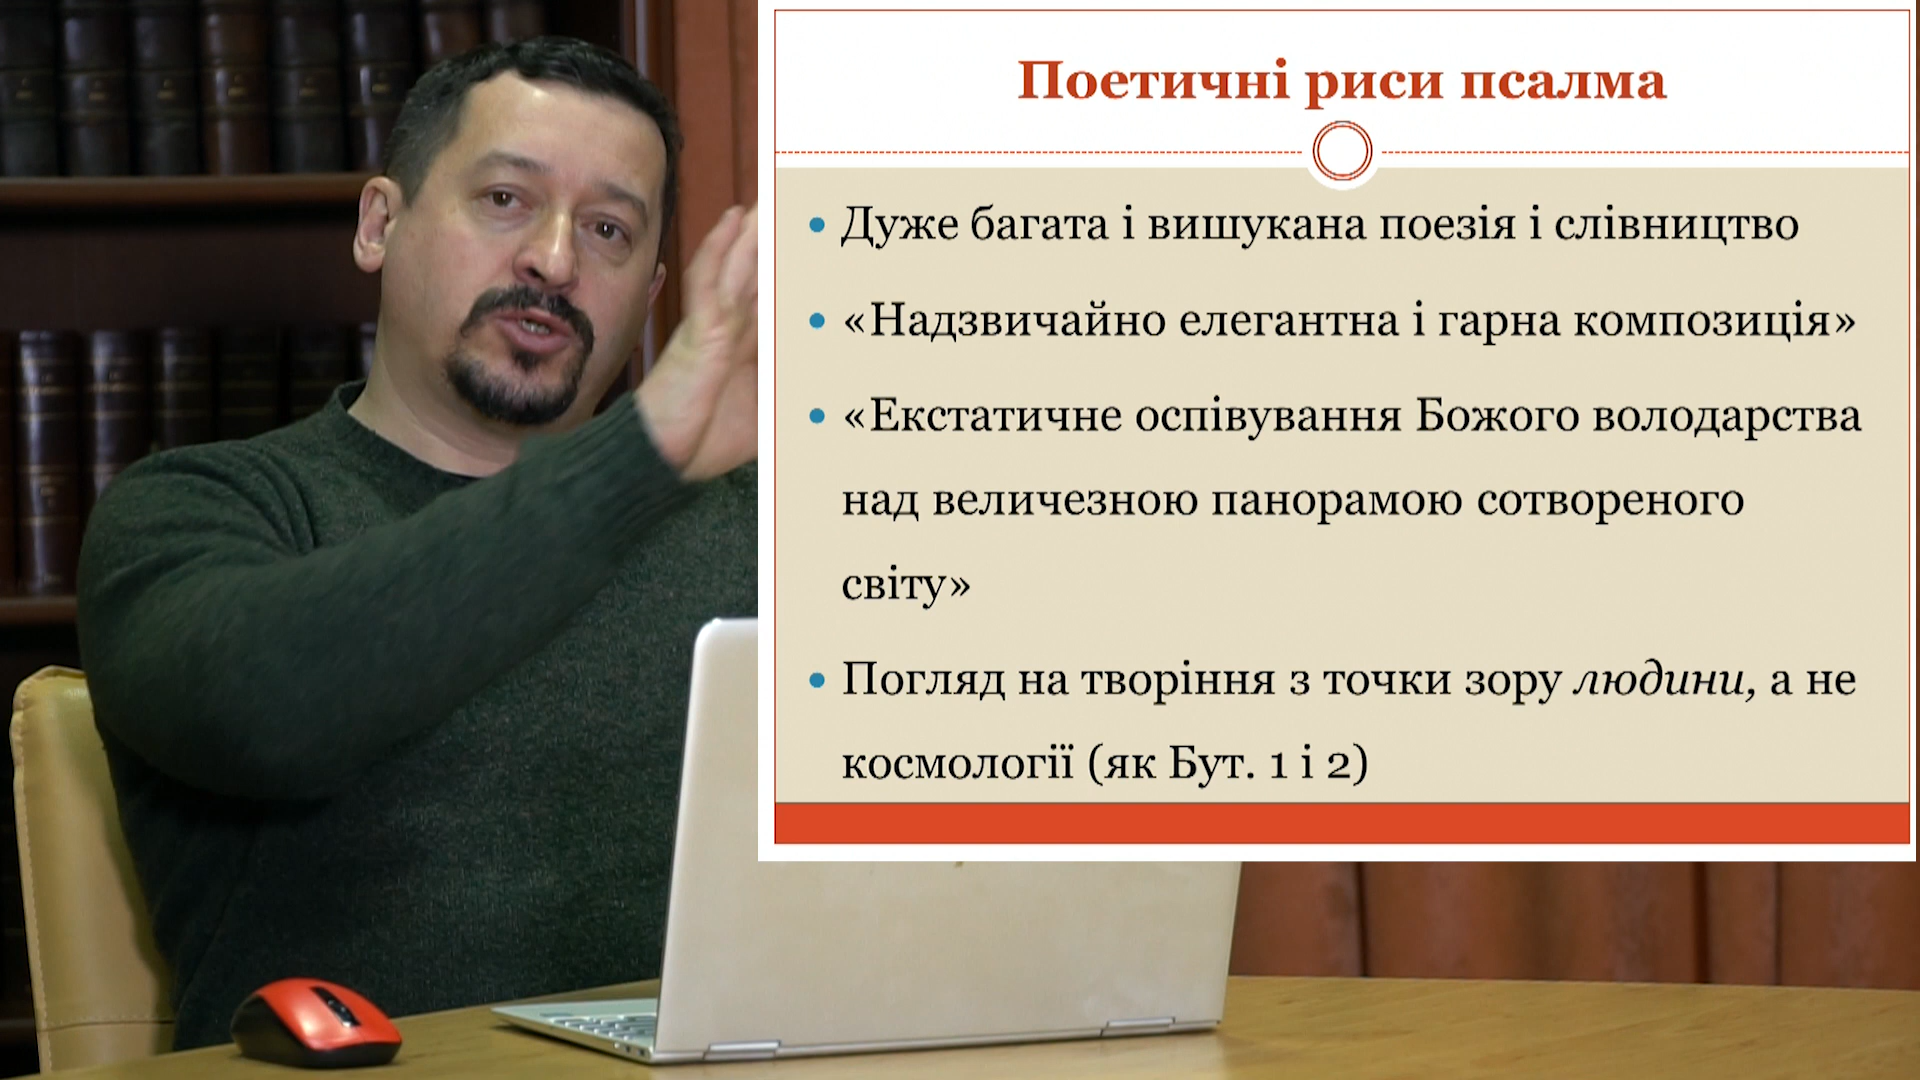 Поетичні риси псалма
• Дуже багата і вишукана поезія і слівництво
• «Надзвичайно елегантна і гарна композиція»
• «Екстатичне оспівування Божого володарства
над величезною панорамою сотвореного
світу»
• Погляд на творіння з точки зору людини, а не
космології (як Бут. 1 і 2)